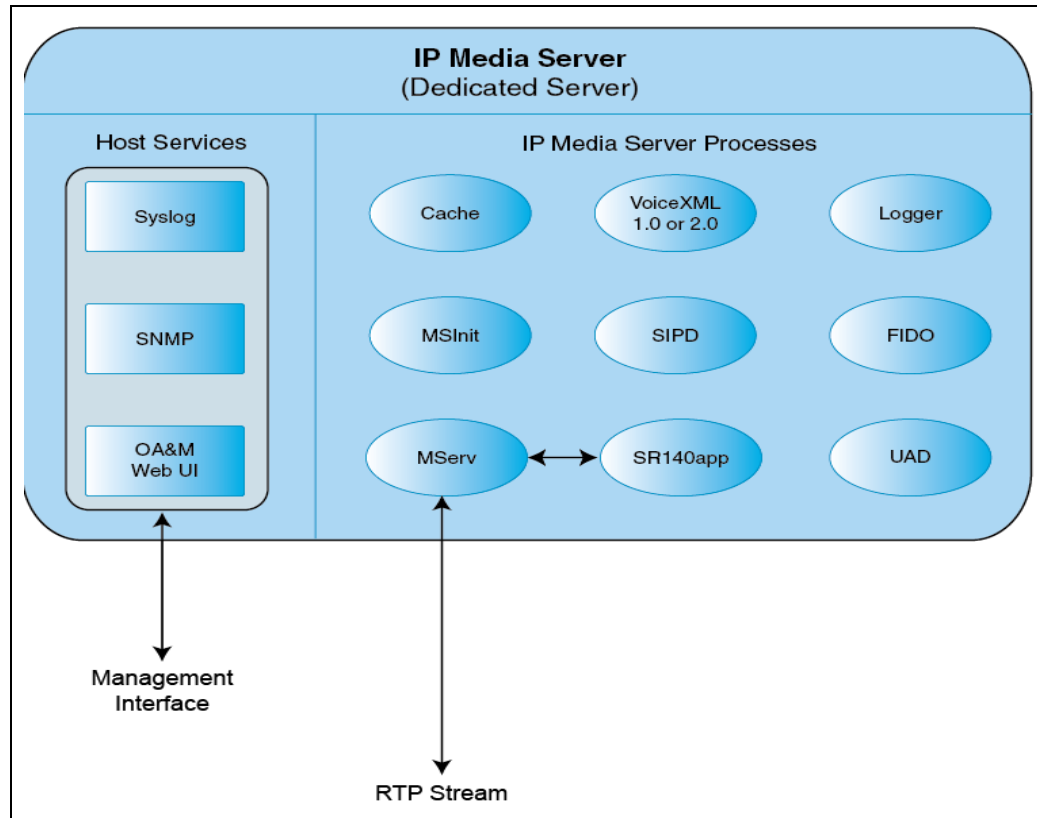 IP Media Server
(Dedicated Server)
Host Services
Syslog
SNMP
OA&M
Web UI
IP Media Server Processes
Cache
VoiceXML
1.0 or 2.0
Logger
MSInit
SIPD
FIDO
MServ
SR140app
UAD
Management
Interface
RTP Stream